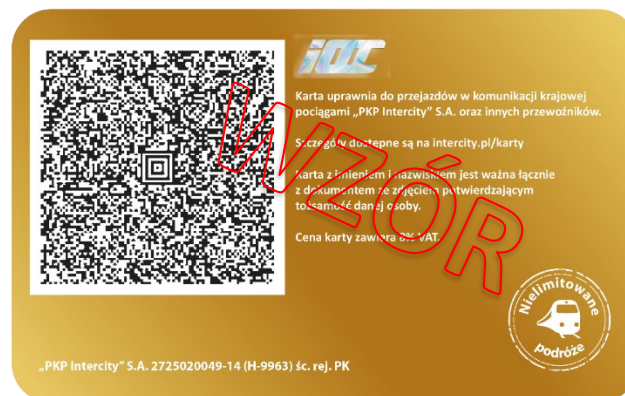 iQC
Karta uprawnia do przejazdów w komunikacji krajowej
pociągami „PKP Intercity” S.A. oraz innych przewoźników.
Szczegóły dostępne są na intercity.pl/karty
Karta z imieniem i nazwiskiem jest ważna łącznie
z dokumentem ze zdjęciem potwierdzającym
tożsamość danej osoby.
Cena karty zawiera 8% VAT.
WZÓR
Nielimitowane
podróże
„PKP Intercity” S.A. 2725020049-14 (H-9963) śc. rej. PK